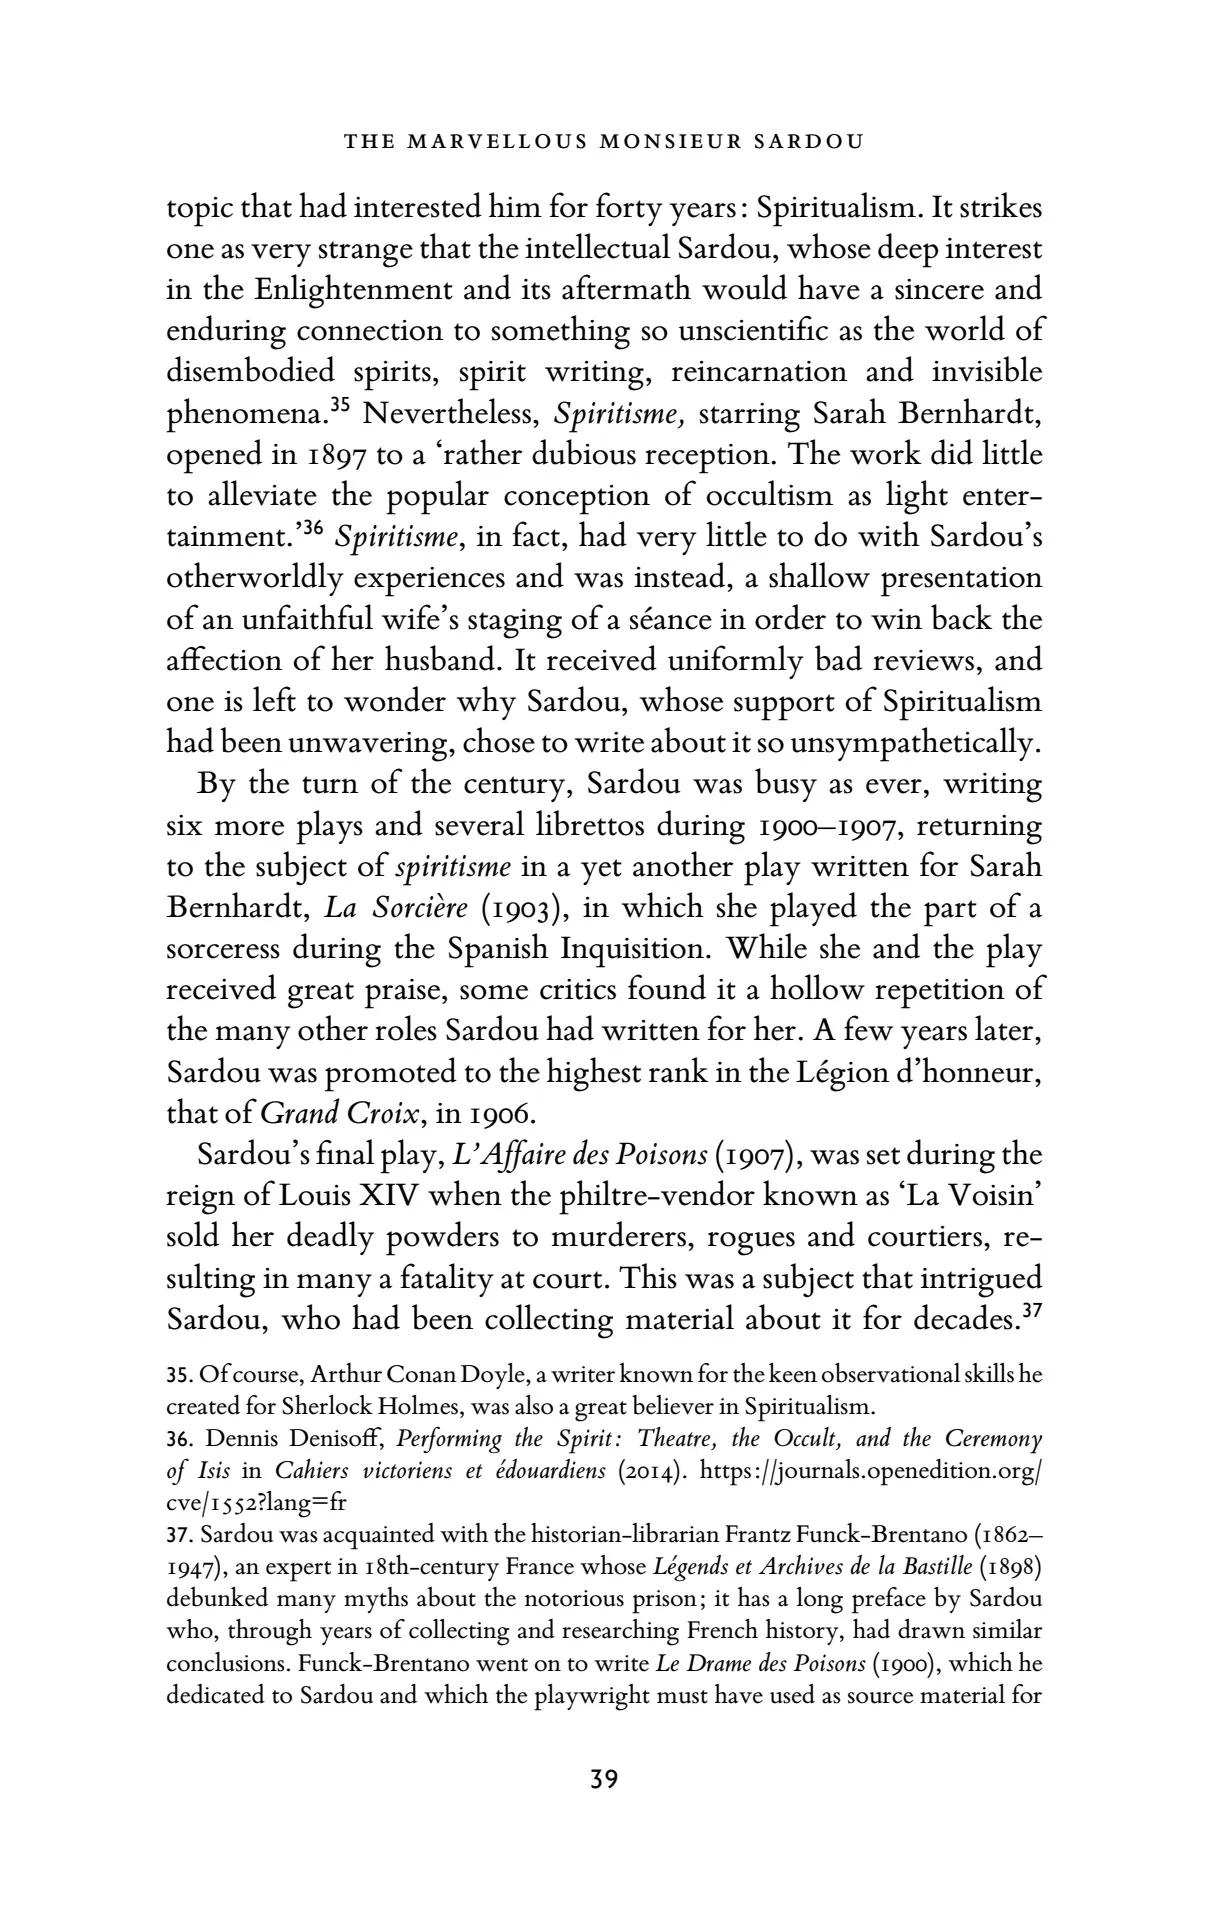 THE MARVELLOUS MONSIEUR SARDOU
topic that had interested him for forty years: Spiritualism. It strikes
one as very strange that the intellectual Sardou, whose deep interest
in the Enlightenment and its aftermath would have a sincere and
enduring connection to something so unscientific as the world of
disembodied spirits, spirit writing, reincarnation and invisible
phenomena.35 Nevertheless, Spiritisme, starring Sarah Bernhardt,
opened in 1897 to a ‘rather dubious reception. The work did little
to alleviate the popular conception of occultism as light enter-
tainment.’36 Spiritisme, in fact, had very little to do with Sardou’s
otherworldly experiences and was instead, a shallow presentation
of an unfaithful wife’s staging of a séance in order to win back the
affection of her husband. It received uniformly bad reviews, and
one is left to wonder why Sardou, whose support of Spiritualism
had been unwavering, chose to write about it so unsympathetically.
By the turn of the century, Sardou was busy as ever, writing
six more plays and several librettos during 1900–1907, returning
to the subject of spiritisme in a yet another play written for Sarah
Bernhardt, La Sorcière (1903), in which she played the part of a
sorceress during the Spanish Inquisition. While she and the play
received great praise, some critics found it a hollow repetition of
the many other roles Sardou had written for her. A few years later,
Sardou was promoted to the highest rank in the Légion d’honneur,
that of Grand Croix, in 1906.
Sardou’s final play, L’Affaire des Poisons (1907), was set during the
reign of Louis XIV when the philtre-vendor known as ‘La Voisin’
sold her deadly powders to murderers, rogues and courtiers, re-
sulting in many a fatality at court. This was a subject that intrigued
Sardou, who had been collecting material about it for decades.37
35. Of course, Arthur Conan Doyle, a writer known for the keen observational skills he
created for Sherlock Holmes, was also a great believer in Spiritualism.
36. Dennis Denisoff, Performing the Spirit: Theatre, the Occult, and the Ceremony
of Isis in Cahiers victoriens et édouardiens (2014). https://journals.openedition.org/
cve/1552?lang=fr
37. Sardou was acquainted with the historian-librarian Frantz Funck-Brentano (1862–
1947), an expert in 18th-century France whose Légends et Archives de la Bastille (1898)
debunked many myths about the notorious prison; it has a long preface by Sardou
who, through years of collecting and researching French history, had drawn similar
conclusions. Funck-Brentano went on to write Le Drame des Poisons (1900), which he
dedicated to Sardou and which the playwright must have used as source material for
39